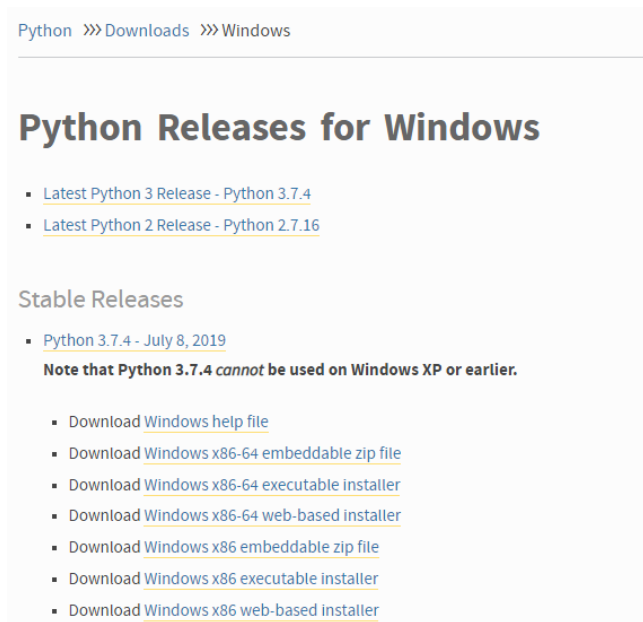 Python >>> Downloads >>> Windows
Python Releases for Windows
Latest Python 3 Release - Python 3.7.4
Latest Python 2 Release - Python 2.7.16
Stable Releases
Python 3.7.4 - July 8, 2019
Note that Python 3.7.4 cannot be used on Windows XP or earlier.
Download Windows help file
Download Windows x86-64 embeddable zip file
Download Windows x86-64 executable installer
Download Windows x86-64 web-based installer
Download Windows x86 embeddable zip file
Download Windows x86 executable installer
Download Windows x86 web-based installer